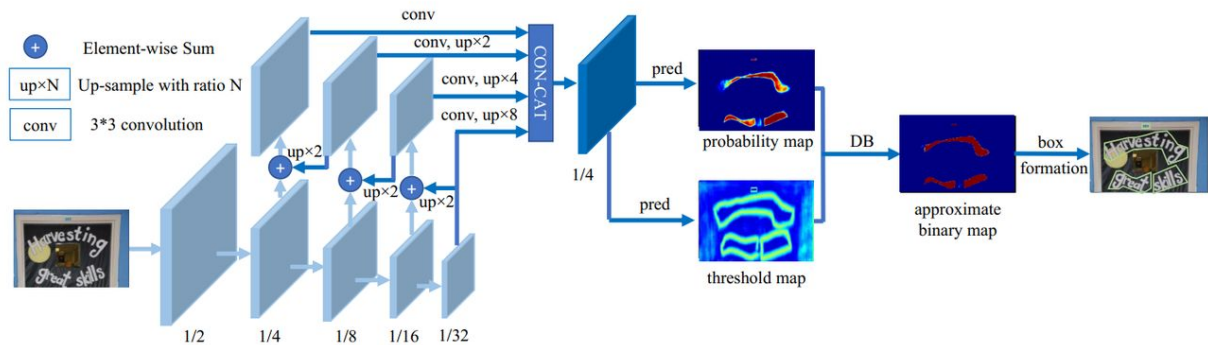 Element-wise Sum
up×N Up-sample with ratio N
conv 3*3 convolution
conv
conv, up×2
conv, up×4
conv, up×8
CON-CAT
up×2
up×2
up×2
1/2
1/4
1/8
1/16
1/32
1/4
pred
pred
probability map
threshold map
DB
approximate
binary map
box
formation
Harvesting
great skills
Harvesting
great skills